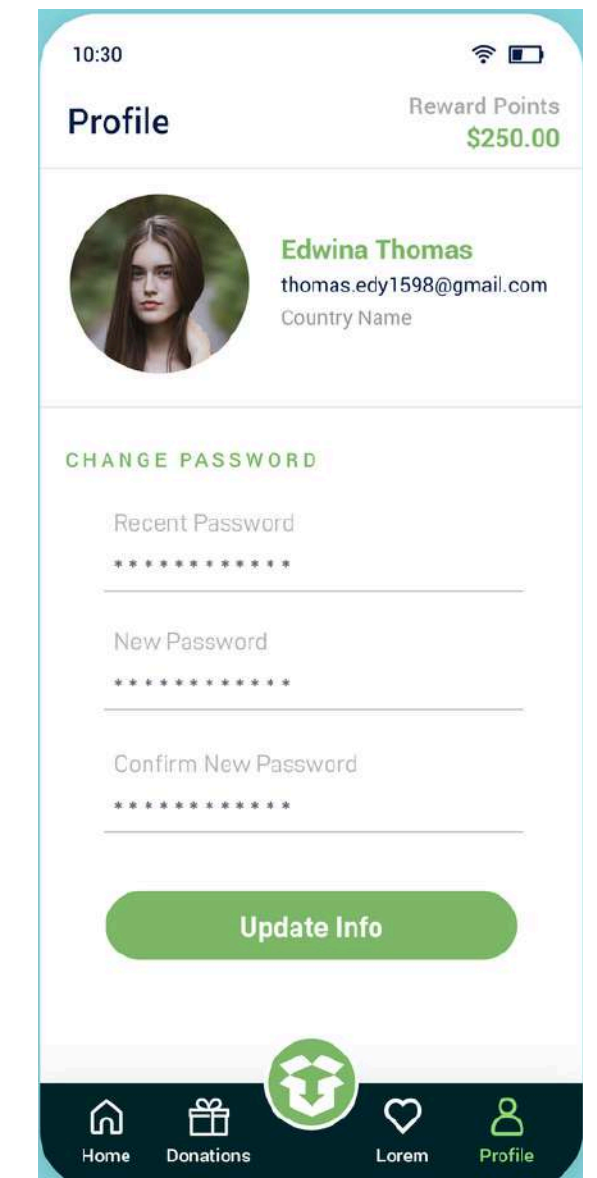 10:30
Profile
Reward Points
$250.00
Edwina Thomas
thomas.edy1598@gmail.com
Country Name
CHANGE PASSWORD
Recent Password
************
New Password
************
Confirm New Password
************
Update Info
Home
Donations
Lorem
Profile